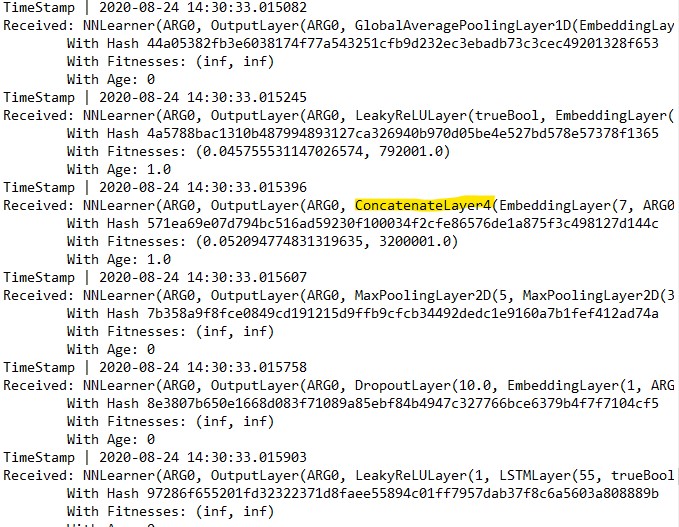 TimeStamp | 2020-08-24 14:30:33.015082
Received: NNLearner(ARG0, OutputLayer(ARG0, GlobalAveragePoolingLayer1D(EmbeddingLay
With Hash 44a05382fb3e6038174f77a543251cfb9d232ec3ebadb73c3cec49201328f653
With Fitnesses: (inf, inf)
With Age: 0
TimeStamp | 2020-08-24 14:30:33.015245
Received: NNLearner(ARG0, OutputLayer(ARG0, LeakyReLULayer(trueBool, EmbeddingLayer(
With Hash 4a5788bac1310b487994893127ca326940b970d05be4e527bd578e57378f1365
With Fitnesses: (0.045755531147026574, 792001.0)
With Age: 1.0
TimeStamp | 2020-08-24 14:30:33.015396
Received: NNLearner(ARG0, OutputLayer(ARG0, ConcatenateLayer4(EmbeddingLayer(7, ARG0
With Hash 571ea69e07d794bc516ad59230f100034f2cfe86576de1a875f3c498127d144c
With Fitnesses: (0.052094774831319635, 3200001.0)
With Age: 1.0
TimeStamp | 2020-08-24 14:30:33.015607
Received: NNLearner(ARG0, OutputLayer(ARG0, MaxPoolingLayer2D(5, MaxPoolingLayer2D(3
With Hash 7b358a9f8fce0849cd191215d9ffb9cfcb34492dedc1e9160a7b1fef412ad74a
With Fitnesses: (inf, inf)
With Age: 0
TimeStamp | 2020-08-24 14:30:33.015758
Received: NNLearner(ARG0, OutputLayer(ARG0, DropoutLayer(10.0, EmbeddingLayer(1, ARG
With Hash 8e3807b650e1668d083f71089a85ebf84b4947c327766bce6379b4f7f7104cf5
With Fitnesses: (inf, inf)
With Age: 0
TimeStamp | 2020-08-24 14:30:33.015903
Received: NNLearner(ARG0, OutputLayer(ARG0, LeakyReLULayer(1, LSTMLayer(55, trueBool
With Hash 97286f655201fd32322371d8faee55894c01ff7957dab37f8c6a5603a808889b
With Fitnesses: (inf, inf)